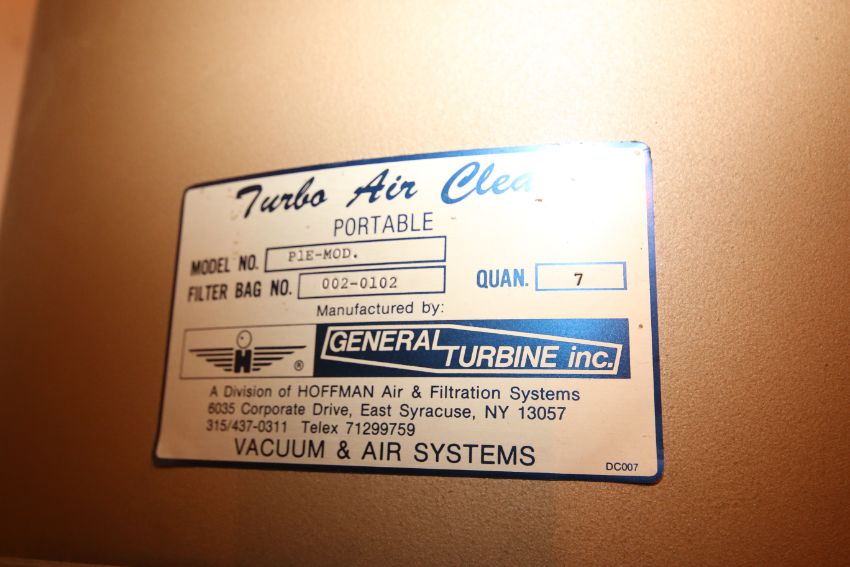 Turbo Air Clea
PORTABLE
MODEL NO. P1E-MOD.
FILTER BAG NO. 002-0102 QUAN. 7
Manufactured by:
H ® GENERAL TURBINE inc.
A Division of HOFFMAN Air & Filtration Systems
6035 Corporate Drive, East Syracuse, NY 13057
315/437-0311 Telex 71299759
VACUUM & AIR SYSTEMS
DC007